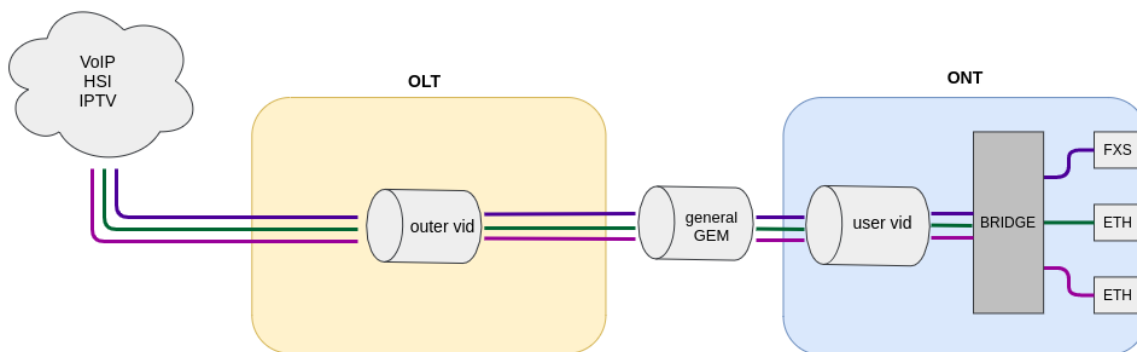 VoIP
HSI
IPTV
OLT
ONT
outer vid
general
GEM
user vid
BRIDGE
FXS
ETH
ETH